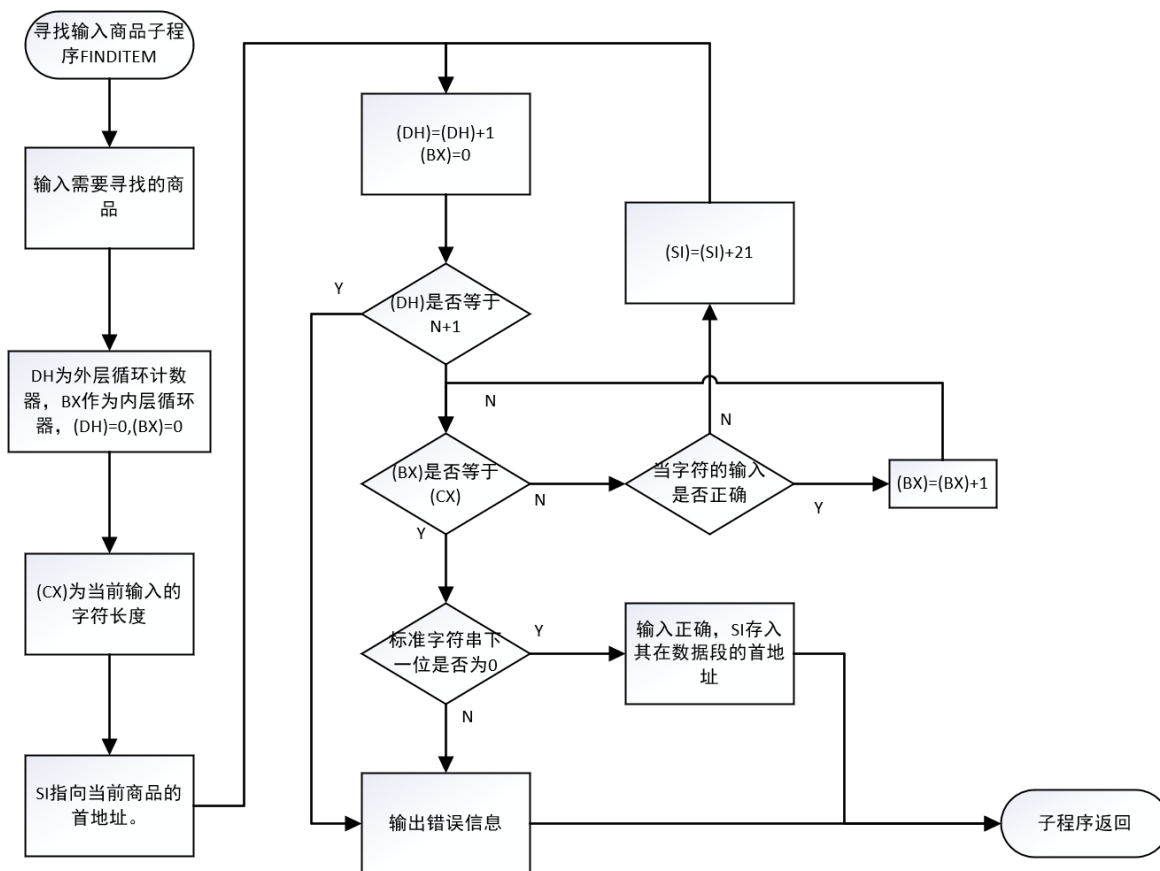 寻找输入商品子程
序FINDITEM
输入需要寻找的商
品
DH为外层循环计数
器，BX作为内层循环
器，(DH)=0,(BX)=0
(CX)为当前输入的
字符长度
SI指向当前商品的
首地址。
(DH)=(DH)+1
(BX)=0
(SI)=(SI)+21
Y
(DH)是否等于
N+1
N
N
(BX)是否等于
(CX)
N
当字符的输入
是否正确
Y
(BX)=(BX)+1
Y
标准字符串下
一位是否为0
Y
输入正确，SI存入
其在数据段的首地
址
N
输出错误信息
子程序返回